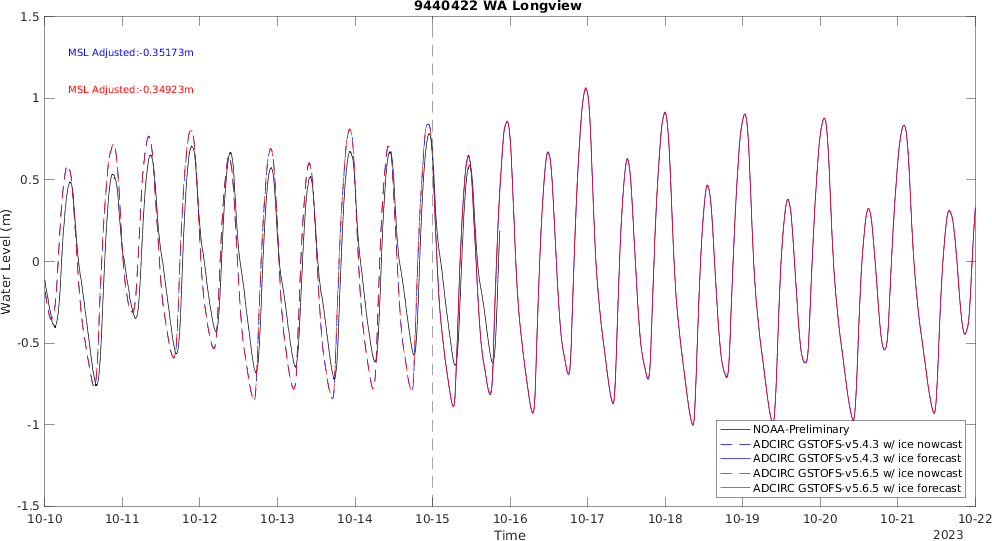 9440422 WA Longview
1.5
1
0.5
0
-0.5
-1
-1.5
Water Level (m)
MSL Adjusted:-0.35173m
MSL Adjusted:-0.34923m
NOAA-Preliminary
ADCIRC GSTOFS-v5.4.3 w/ ice nowcast
ADCIRC GSTOFS-v5.4.3 w/ ice forecast
ADCIRC GSTOFS-v5.6.5 w/ ice nowcast
ADCIRC GSTOFS-v5.6.5 w/ ice forecast
10-10 10-11 10-12 10-13 10-14 10-15 10-16 10-17 10-18 10-19 10-20 10-21 10-22
Time
2023